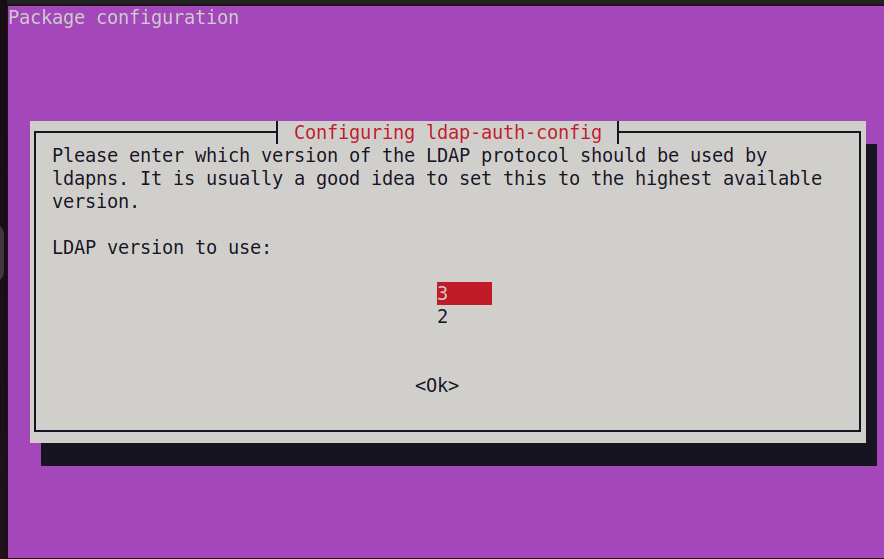 Package configuration
Configuring ldap-auth-config
Please enter which version of the LDAP protocol should be used by
ldapns. It is usually a good idea to set this to the highest available
version.
LDAP version to use:
3
2
<Ok>